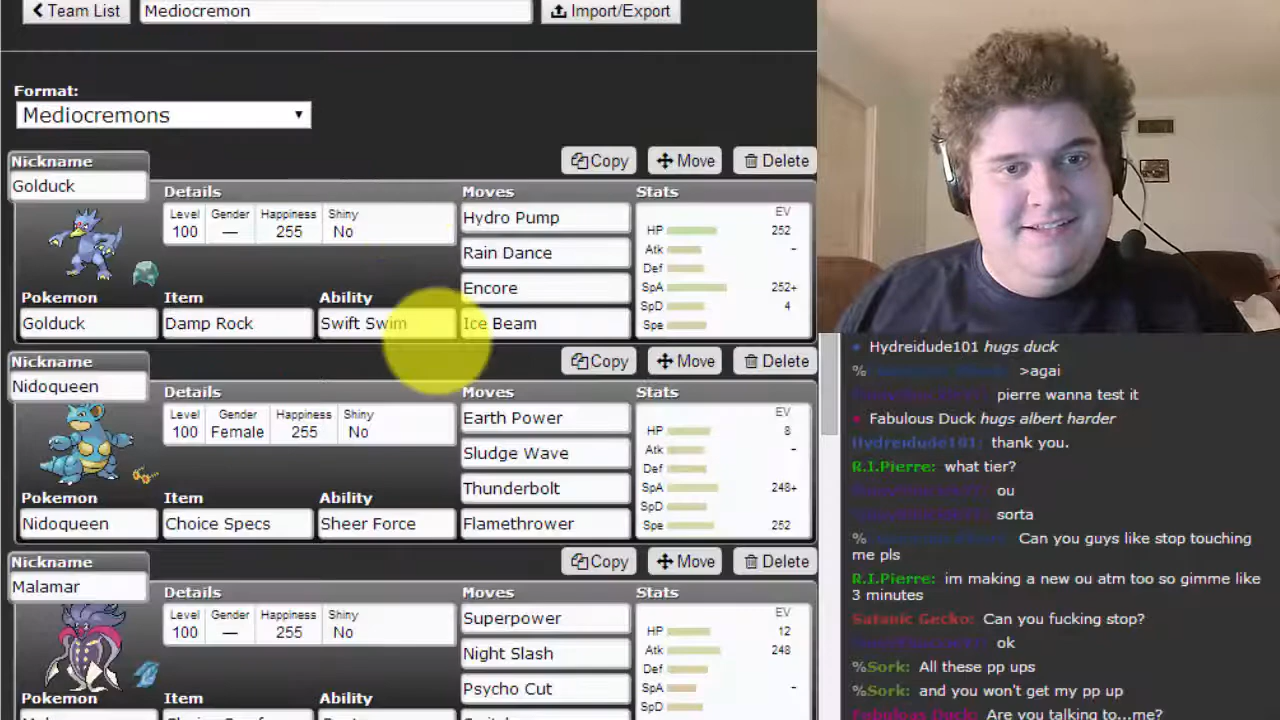 Team List
Mediocremon
Import/Export
Format:
Mediocremons
Nickname
Golduck
Copy
Move
Delete
Details
Moves
Stats
Level
Gender
Happiness
Shiny
100
—
255
No
Hydro Pump
Rain Dance
Encore
Ice Beam
EV
HP 252
Atk -
Def
SpA 252+
SpD 4
Spe
Pokemon
Item
Ability
Golduck
Damp Rock
Swift Swim
Nickname
Nidoqueen
Copy
Move
Delete
Details
Moves
Stats
Level
Gender
Happiness
Shiny
100
Female
255
No
Earth Power
Sludge Wave
Thunderbolt
Flamethrower
EV
HP 8
Atk -
Def
SpA 248+
SpD
Spe 252
Pokemon
Item
Ability
Nidoqueen
Choice Specs
Sheer Force
Nickname
Malamar
Copy
Move
Delete
Details
Moves
Stats
Level
Gender
Happiness
Shiny
100
—
255
No
Superpower
Night Slash
Psycho Cut
EV
HP 12
Atk 248
Def
SpA -
SpD
Pokemon
Item
Ability
Hydreidude101 hugs duck
% >agai
pierre wanna test it
Fabulous Duck hugs albert harder
Hydreidude101: thank you.
R.I.Pierre: what tier?
ou
sorta
% Can you guys like stop touching
me pls
R.I.Pierre: im making a new ou atm too so gimme like
3 minutes
Satanic Gecko: Can you fucking stop?
ok
%Sork: All these pp ups
%Sork: and you won't get my pp up
Fabulous Duck: Are you talking to...me?